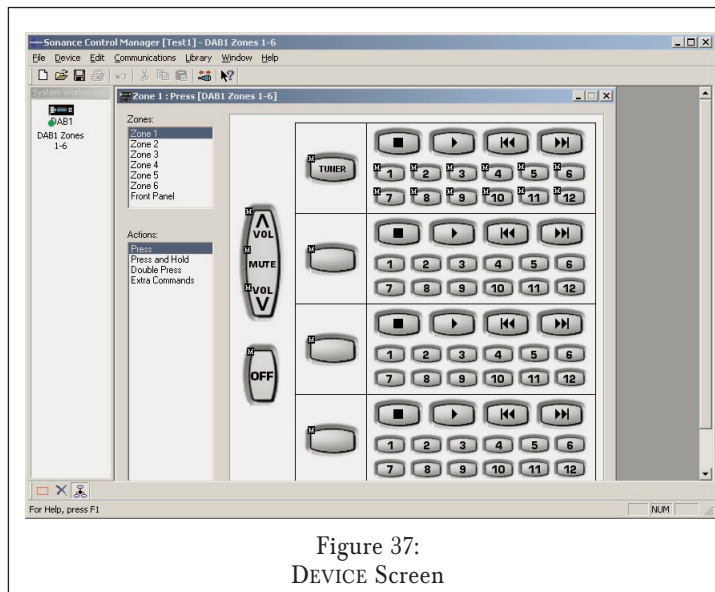 Sonance Control Manager [Test1] - DAB1 Zones 1-6
File Device Edit Communications Library Window Help
System Workspace
DAB1
DAB1 Zones
1-6
Zone 1 : Press [DAB1 Zones 1-6]
Zones:
Zone 1
Zone 2
Zone 3
Zone 4
Zone 5
Zone 6
Front Panel
Actions:
Press
Press and Hold
Double Press
Extra Commands
M
VOL
M
MUTE
M
VOL
M
OFF
M
TUNER
M M M M M M
1 2 3 4 5 6
M M M M M M
7 8 9 10 11 12
M
1 2 3 4 5 6
7 8 9 10 11 12
M
1 2 3 4 5 6
7 8 9 10 11 12
M
1 2 3 4 5 6
7 8 9 10 11 12
For Help, press F1
NUM
Figure 37:
DEVICE Screen